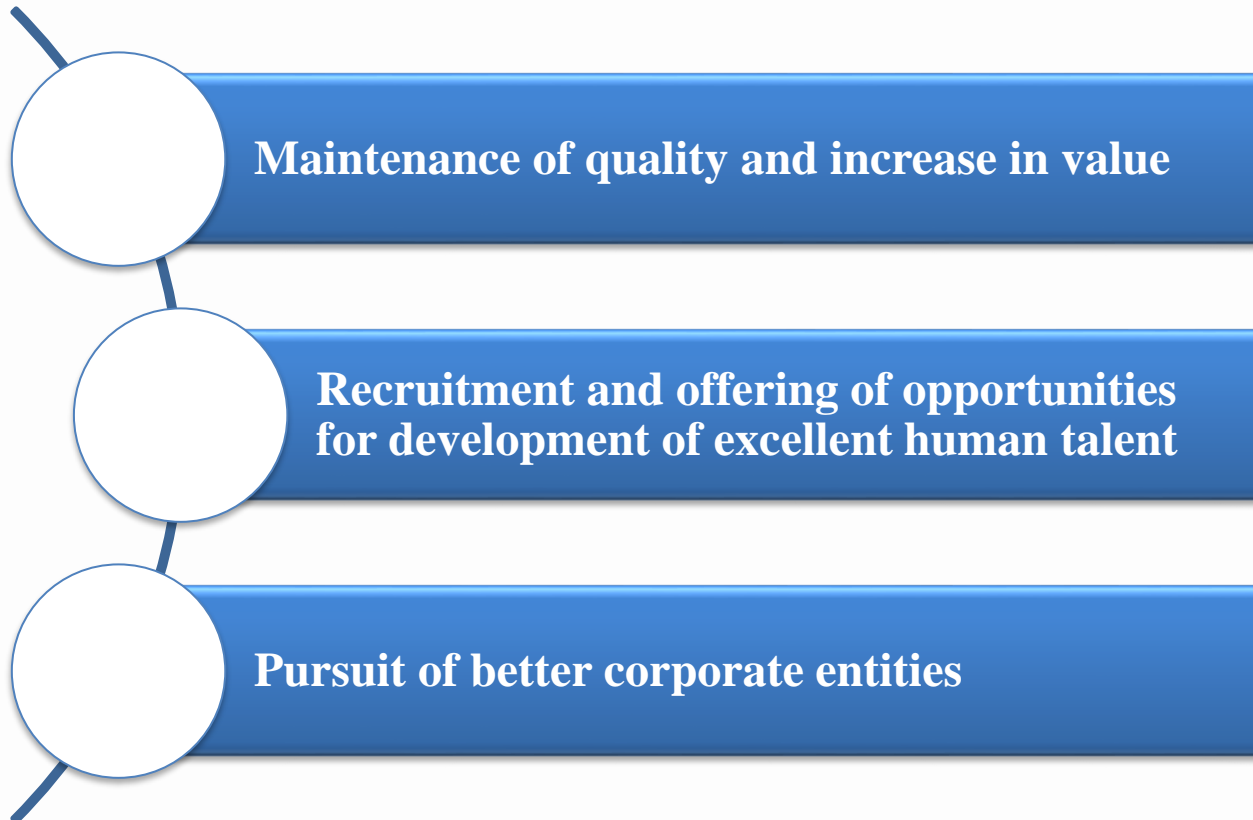 Maintenance of quality and increase in value
Recruitment and offering of opportunities
for development of excellent human talent
Pursuit of better corporate entities